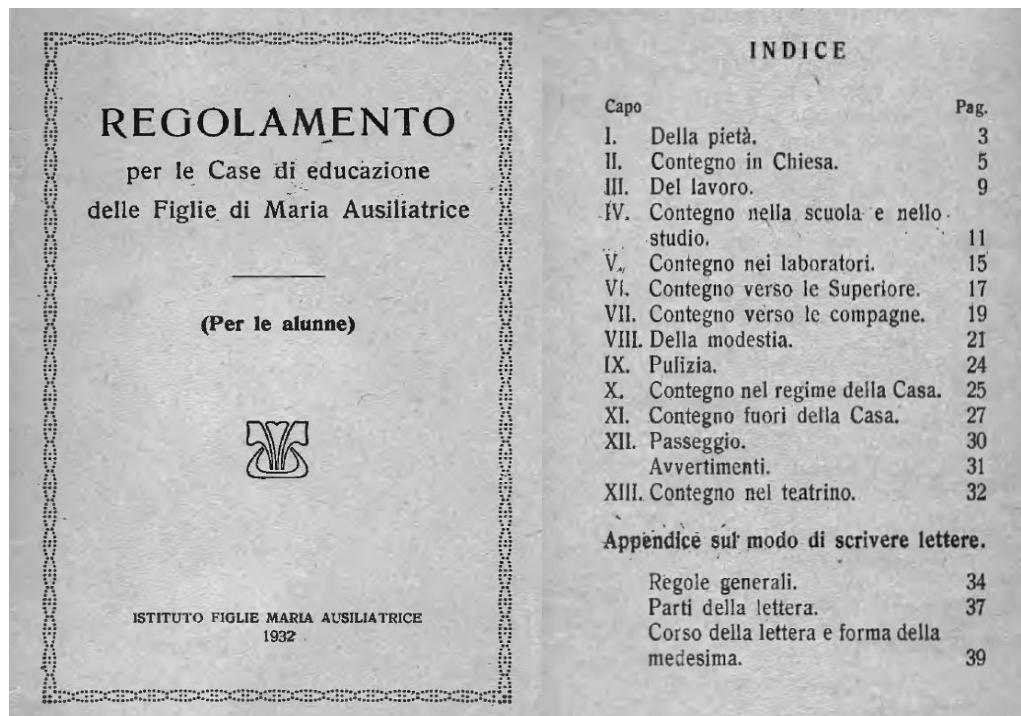 REGOLAMENTO
per le Case di educazione
delle Figlie di Maria Ausiliatrice
(Per le alunne)
ISTITUTO FIGLIE MARIA AUSILIATRICE
1932
INDICE
Capo Pag.
I. Della pietà. 3
II. Contegno in Chiesa. 5
III. Del lavoro. 9
IV. Contegno nella scuola e nello
studio. 11
V. Contegno nei laboratori. 15
VI. Contegno verso le Superiore. 17
VII. Contegno verso le compagne. 19
VIII. Della modestia. 21
IX. Pulizia. 24
X. Contegno nel regime della Casa. 25
XI. Contegno fuori della Casa. 27
XII. Passeggio. 30
Avvertimenti. 31
XIII. Contegno nel teatrino. 32
Appendice sul modo di scrivere lettere.
Regole generali. 34
Parti della lettera. 37
Corso della lettera e forma della
medesima. 39